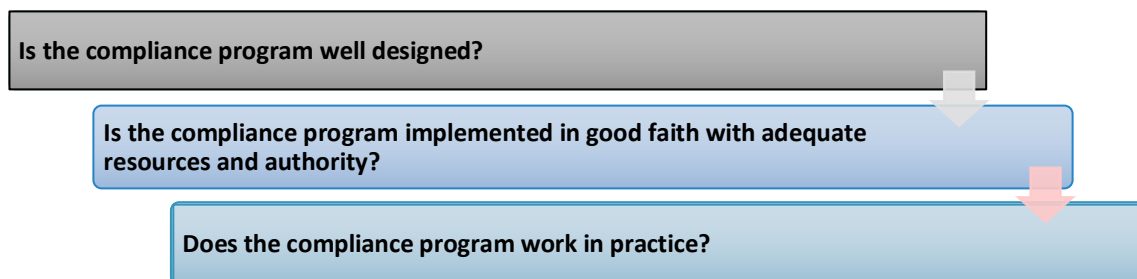 Is the compliance program well designed?
Is the compliance program implemented in good faith with adequate
resources and authority?
Does the compliance program work in practice?